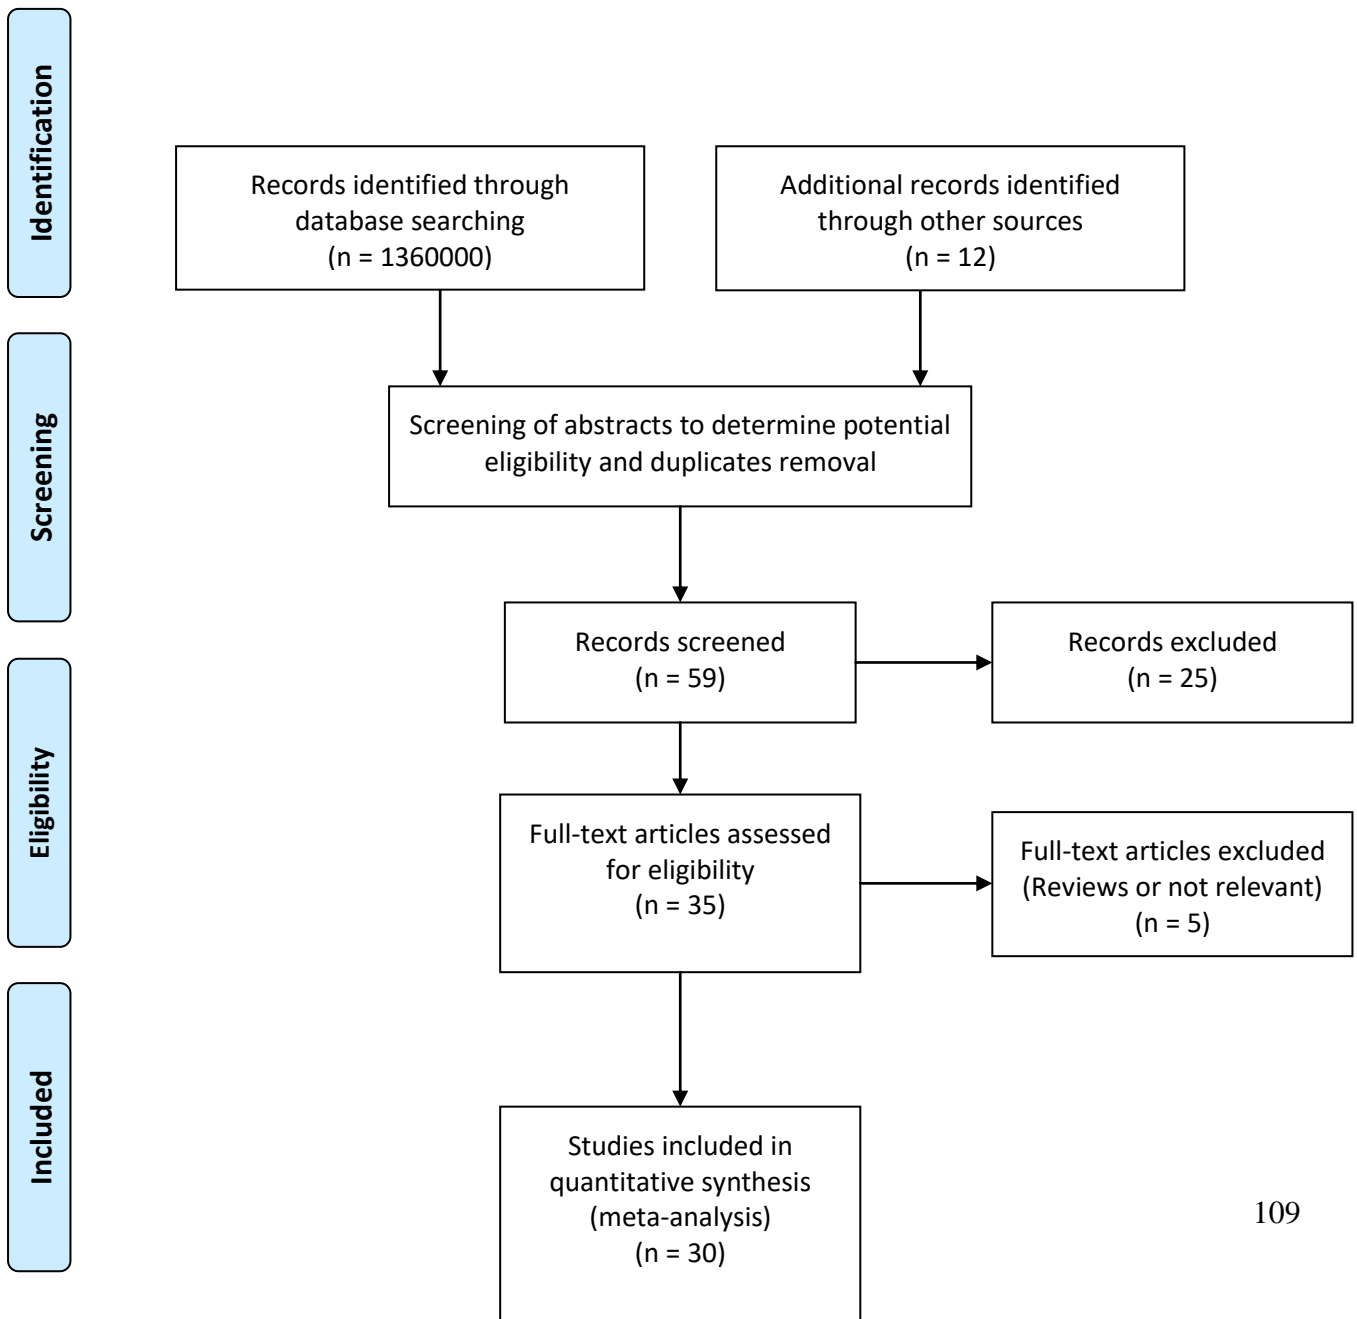 Identification
Records identified through
database searching
(n = 1360000)
Additional records identified
through other sources
(n = 12)
Screening
Screening of abstracts to determine potential
eligibility and duplicates removal
Records screened
(n = 59)
Records excluded
(n = 25)
Eligibility
Full-text articles assessed
for eligibility
(n = 35)
Full-text articles excluded
(Reviews or not relevant)
(n = 5)
Included
Studies included in
quantitative synthesis
(meta-analysis)
(n = 30)
109